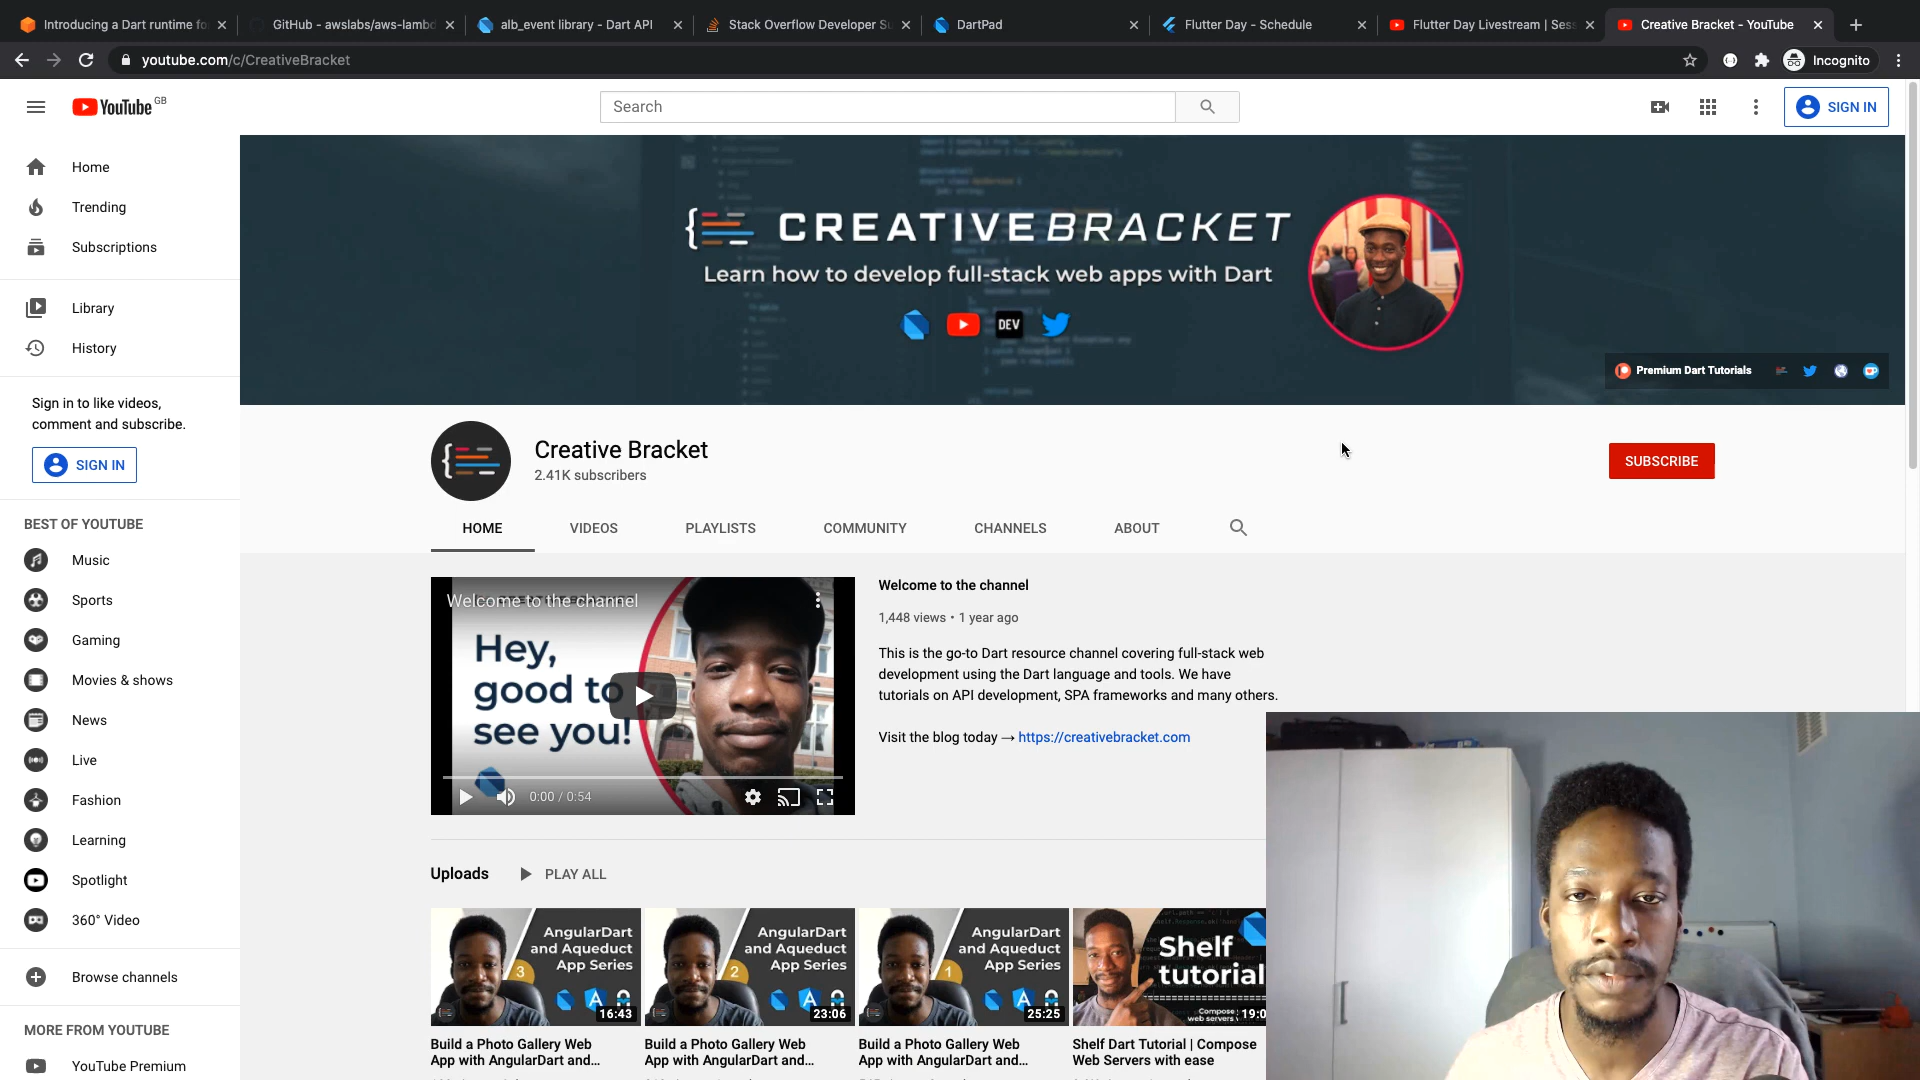 Introducing a Dart runtime fo
GitHub - awslabs/aws-lambd
alb_event library - Dart API
Stack Overflow Developer Su
DartPad
Flutter Day - Schedule
Flutter Day Livestream | Sess
Creative Bracket - YouTube
youtube.com/c/CreativeBracket
Incognito
YouTube GB
Search
SIGN IN
Home
Trending
Subscriptions
Library
History
Sign in to like videos,
comment and subscribe.
SIGN IN
BEST OF YOUTUBE
Music
Sports
Gaming
Movies & shows
News
Live
Fashion
Learning
Spotlight
360° Video
Browse channels
MORE FROM YOUTUBE
YouTube Premium
CREATIVEBRACKET
Learn how to develop full-stack web apps with Dart
DEV
Premium Dart Tutorials
Creative Bracket
2.41K subscribers
SUBSCRIBE
HOME
VIDEOS
PLAYLISTS
COMMUNITY
CHANNELS
ABOUT
Welcome to the channel
Hey,
good to
see you!
0:00 / 0:54
Welcome to the channel
1,448 views • 1 year ago
This is the go-to Dart resource channel covering full-stack web
development using the Dart language and tools. We have
tutorials on API development, SPA frameworks and many others.
Visit the blog today → https://creativebracket.com
Uploads
PLAY ALL
AngularDart
and Aqueduct
App Series
3
16:43
Build a Photo Gallery Web
App with AngularDart and...
AngularDart
and Aqueduct
App Series
2
23:06
Build a Photo Gallery Web
App with AngularDart and...
AngularDart
and Aqueduct
App Series
1
25:25
Build a Photo Gallery Web
App with AngularDart and...
Shelf
tutorial
Compose
web servers
19:0
Shelf Dart Tutorial | Compose
Web Servers with ease